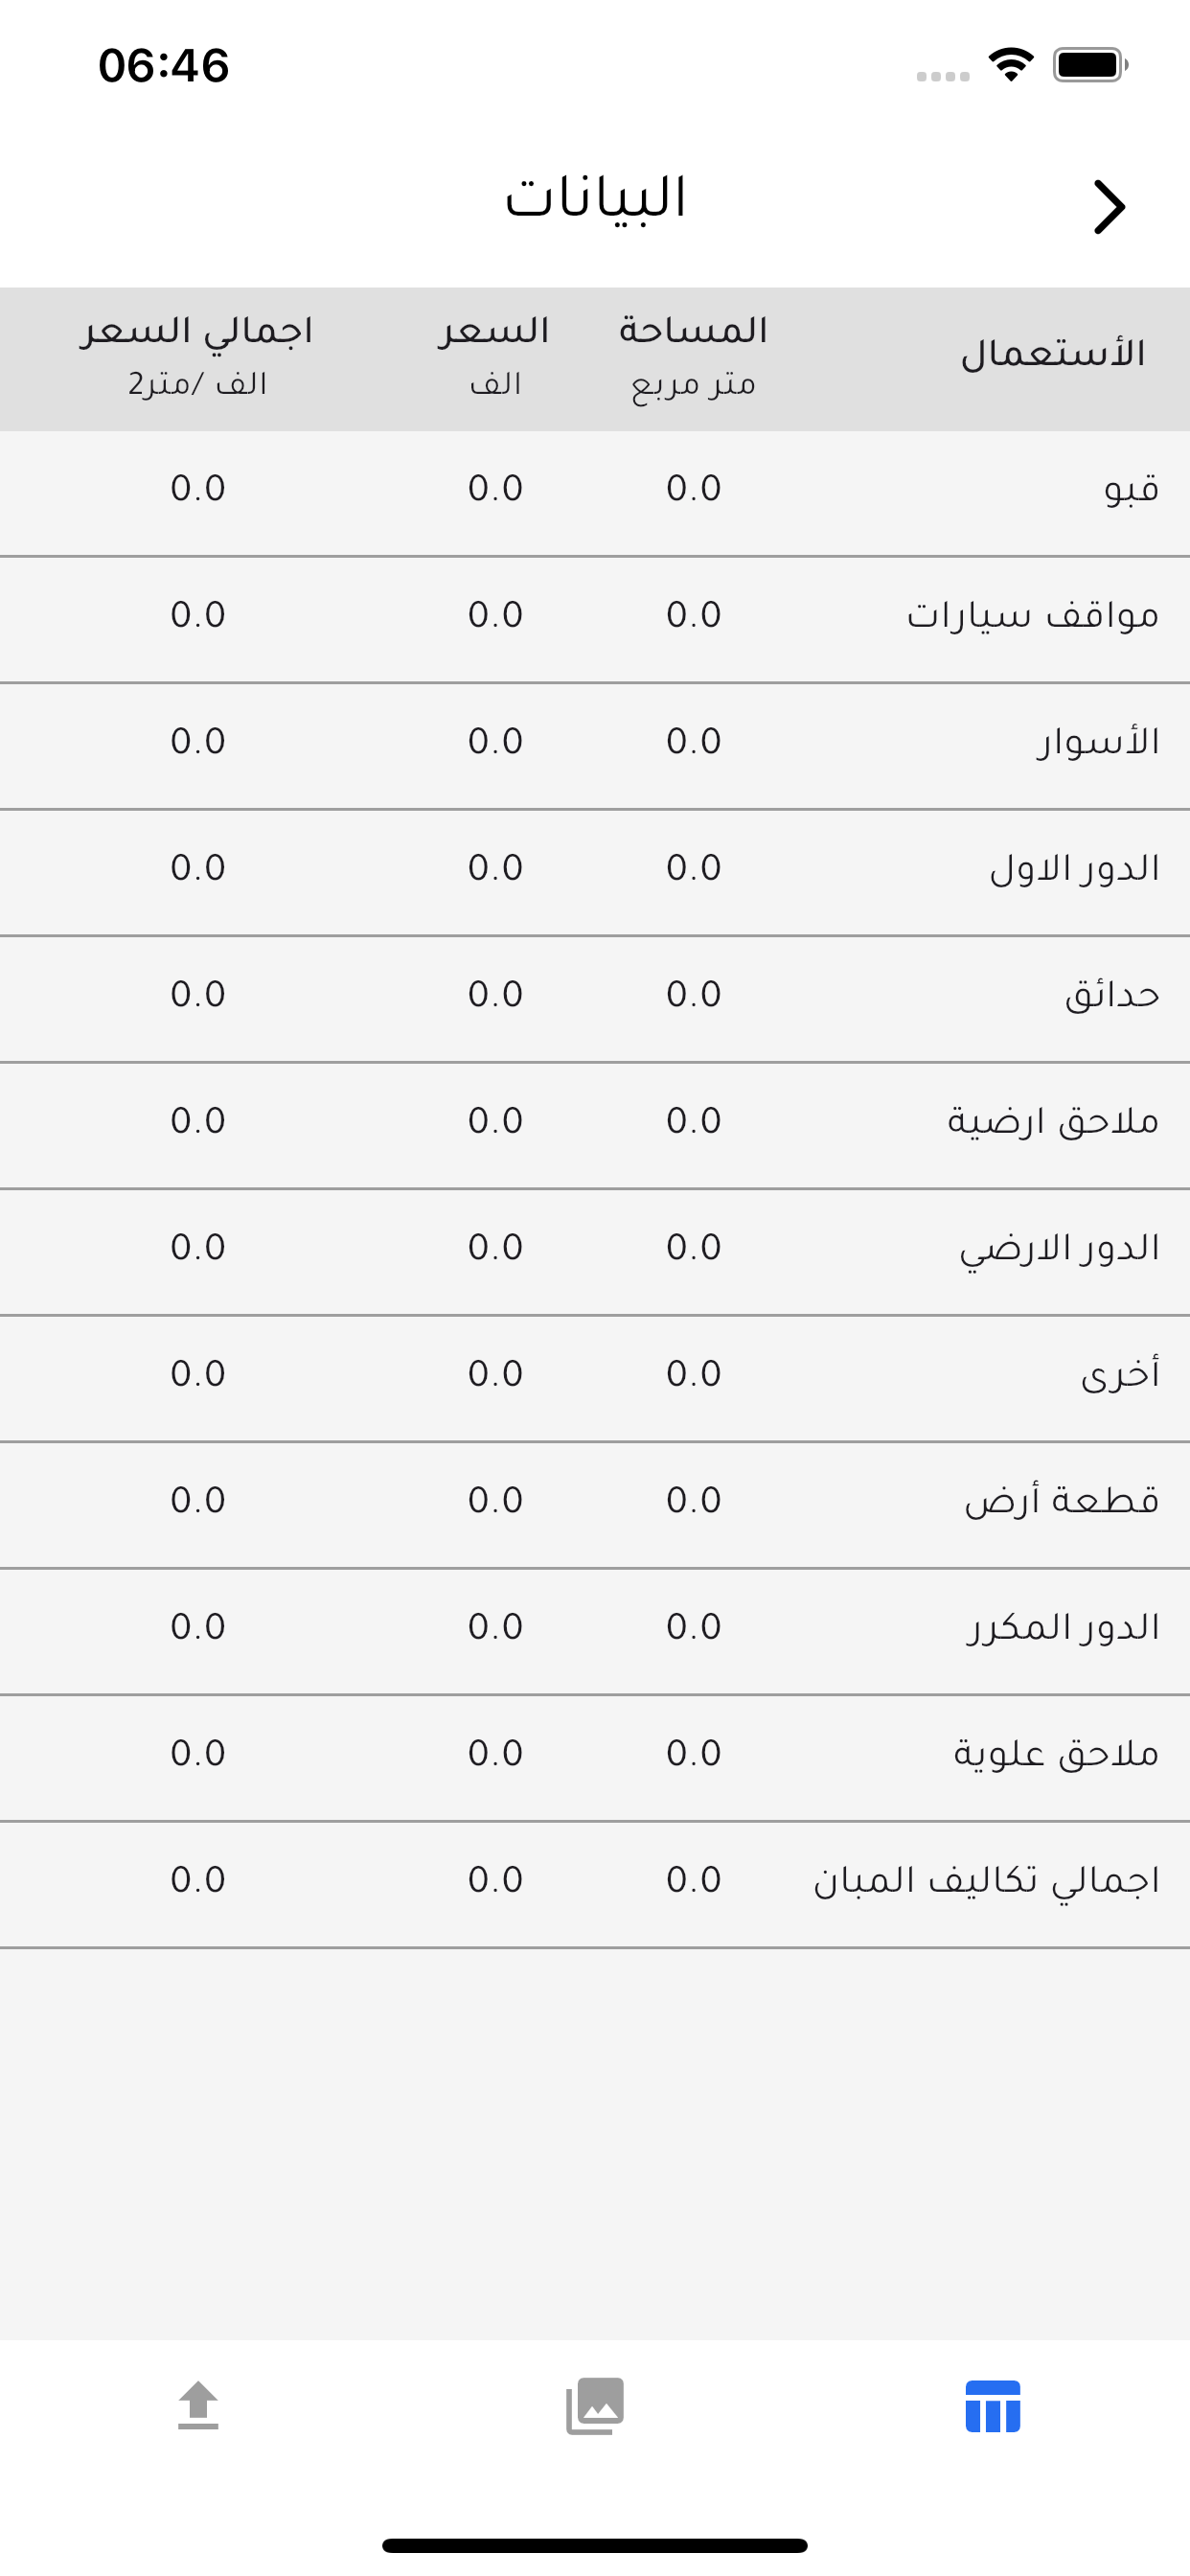 06:46
البيانات
الأستعمال المساحة السعر اجمالي السعر
متر مربع الف الف /متر2
قبو 0.0 0.0 0.0
مواقف سيارات 0.0 0.0 0.0
الأسوار 0.0 0.0 0.0
الدور الاول 0.0 0.0 0.0
حدائق 0.0 0.0 0.0
ملاحق ارضية 0.0 0.0 0.0
الدور الارضي 0.0 0.0 0.0
أخرى 0.0 0.0 0.0
قطعة أرض 0.0 0.0 0.0
الدور المكرر 0.0 0.0 0.0
ملاحق علوية 0.0 0.0 0.0
اجمالي تكاليف المبان 0.0 0.0 0.0